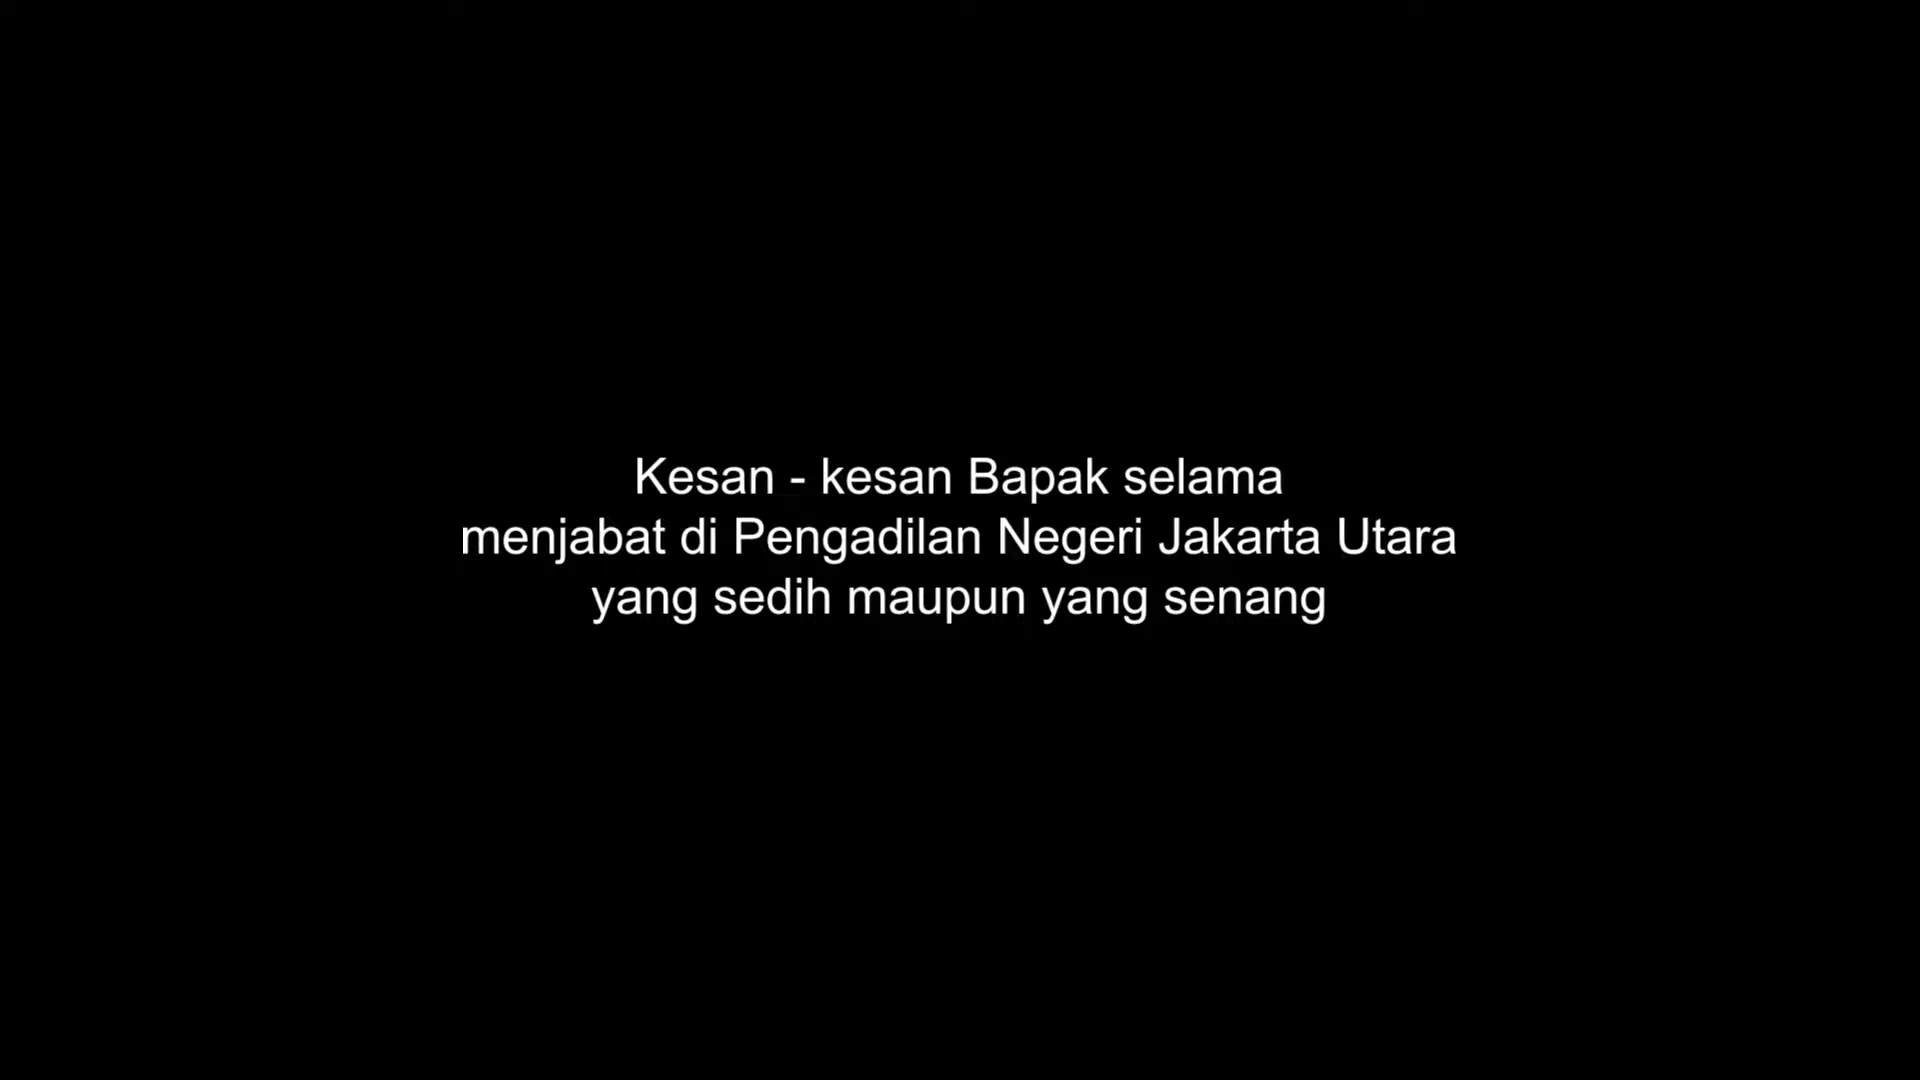 Kesan - kesan Bapak selama
menjabat di Pengadilan Negeri Jakarta Utara
yang sedih maupun yang senang